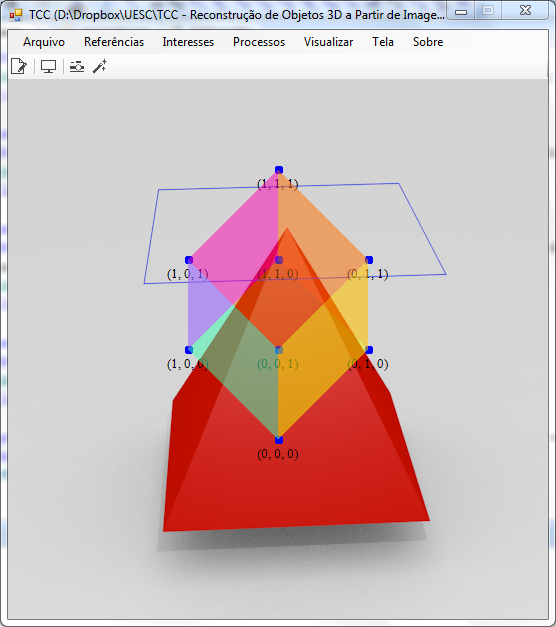 TCC (D:\Dropbox\UESC\TCC - Reconstrução de Objetos 3D a Partir de Image...
Arquivo Referências Interesses Processos Visualizar Tela Sobre
(1, 1, 1)
(1, 0, 1) (1, 1, 0) (0, 1, 1)
(1, 0, 0) (0, 0, 1) (0, 1, 0)
(0, 0, 0)